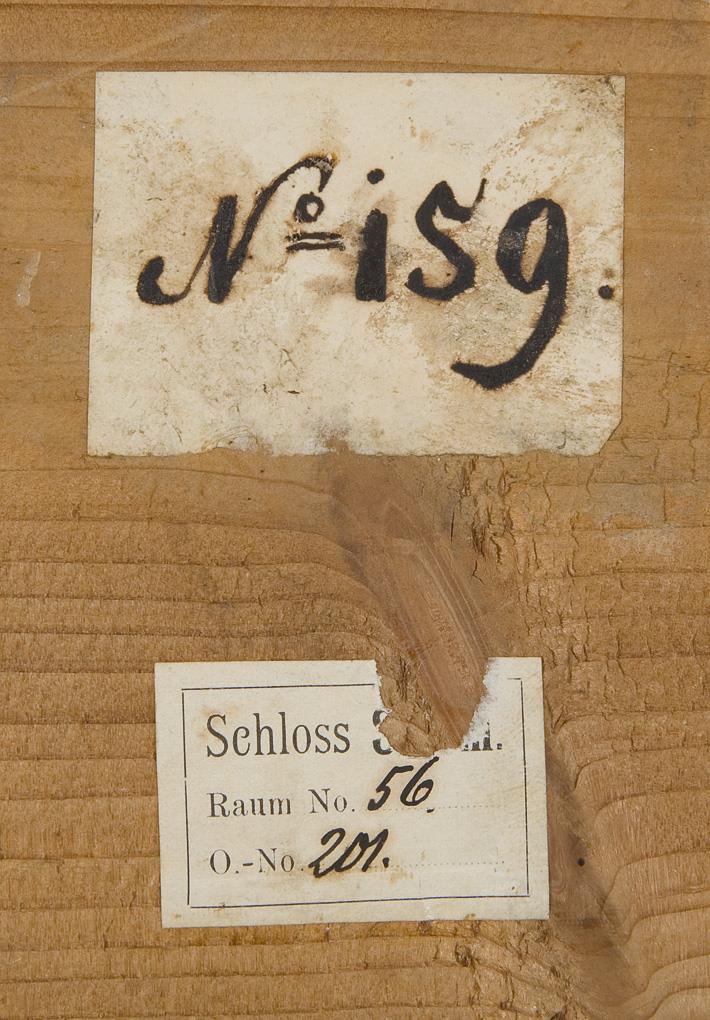 Nº 159.
Schloss
Raum No. 56.
O.-No. 201.